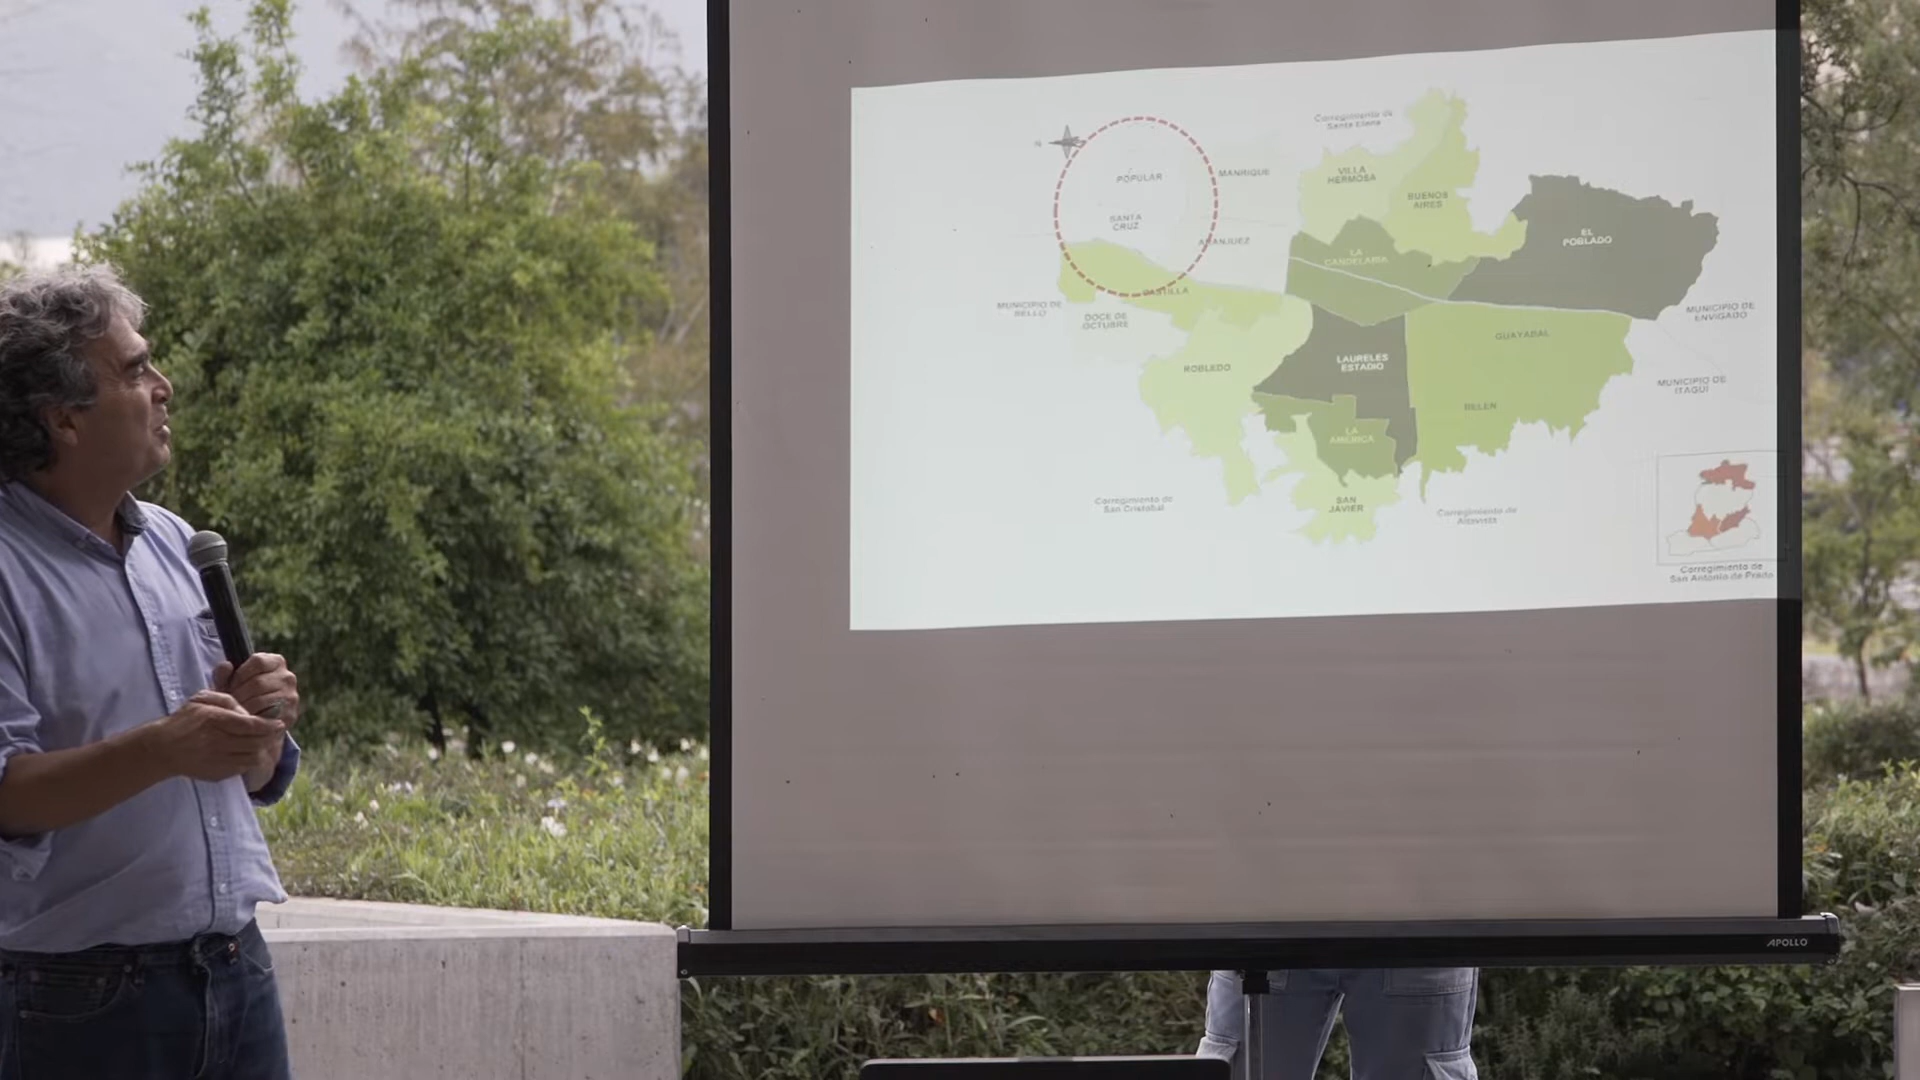 Corregimiento de
Santa Elena
POPULAR
MANRIQUE
VILLA
HERMOSA
BUENOS
AIRES
SANTA
CRUZ
ARANJUEZ
EL
POBLADO
LA
CANDELARIA
CASTILLA
MUNICIPIO DE
BELLO
DOCE DE
OCTUBRE
MUNICIPIO DE
ENVIGADO
GUAYABAL
LAURELES
ESTADIO
ROBLEDO
MUNICIPIO DE
ITAGUI
BELEN
LA
AMERICA
Corregimiento de
San Cristobal
SAN
JAVIER
Corregimiento de
Altavista
Corregimiento de
San Antonio de Prado
APOLLO